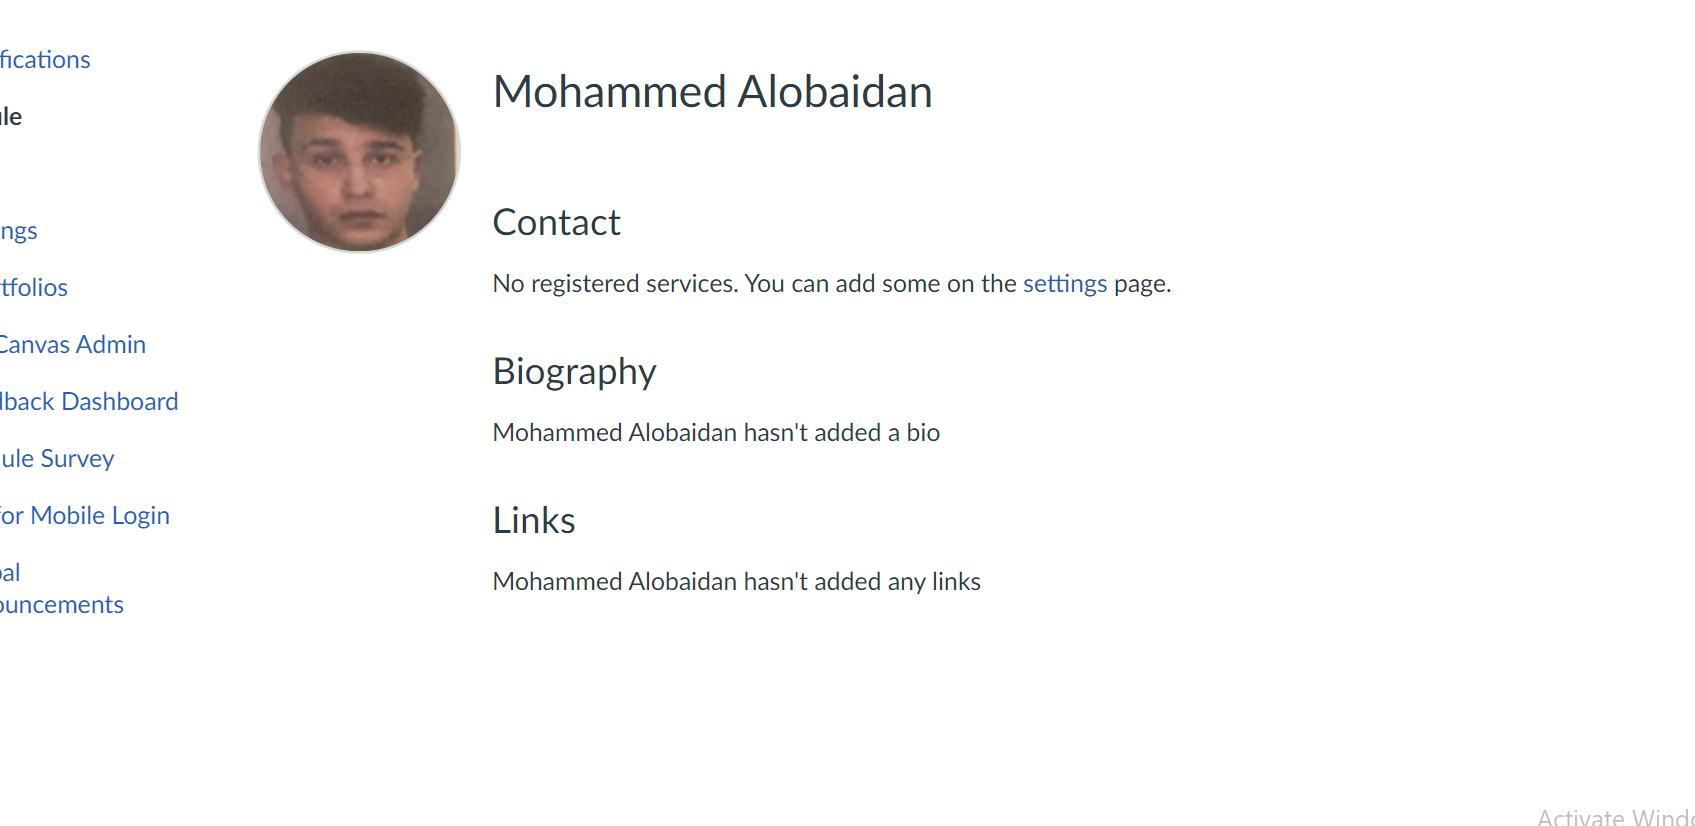 fications
Mohammed Alobaidan
le
Contact
ngs
No registered services. You can add some on the settings page.
tfolios
Canvas Admin
Biography
back Dashboard
Mohammed Alobaidan hasn't added a bio
ule Survey
for Mobile Login
Links
al
Mohammed Alobaidan hasn't added any links
ouncements
Activate Windo